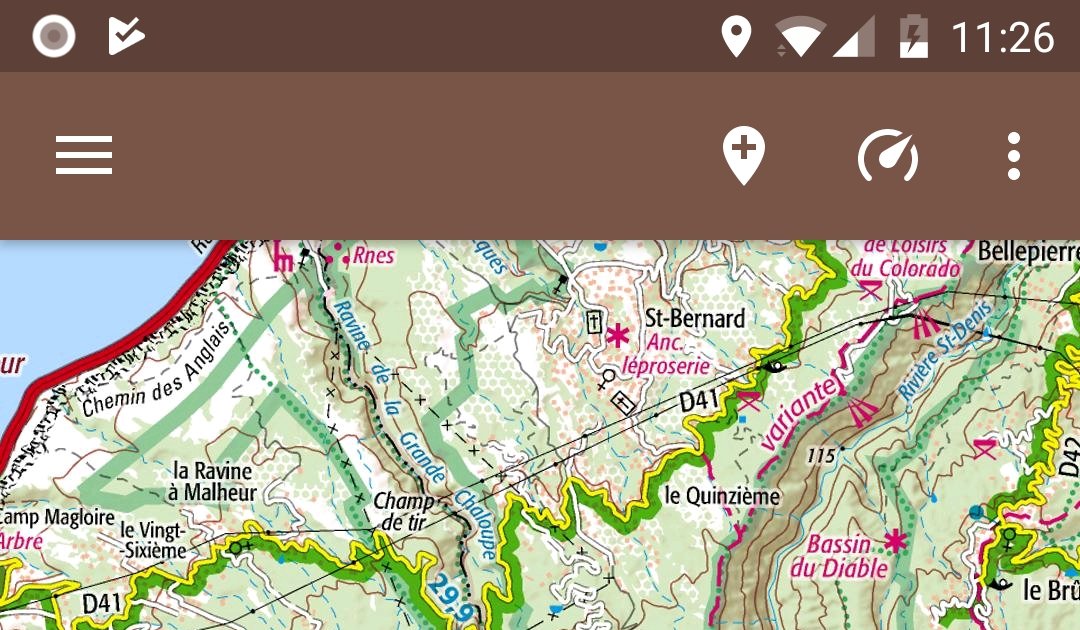 11:26
de Loisirs
du Colorado
Bellepierre
Rnes
ques
Ravine
de
la
Grande
Chaloupe
St-Bernard
Anc.
léproserie
Rivière St-Denis
Chemin des Anglais
our
D41
variante
115
D42
la Ravine
à Malheur
Champ
de tir
le Quinzième
Camp Magloire
Arbre
le Vingt-
-Sixième
Bassin
du Diable
29,9
D41
le Brû